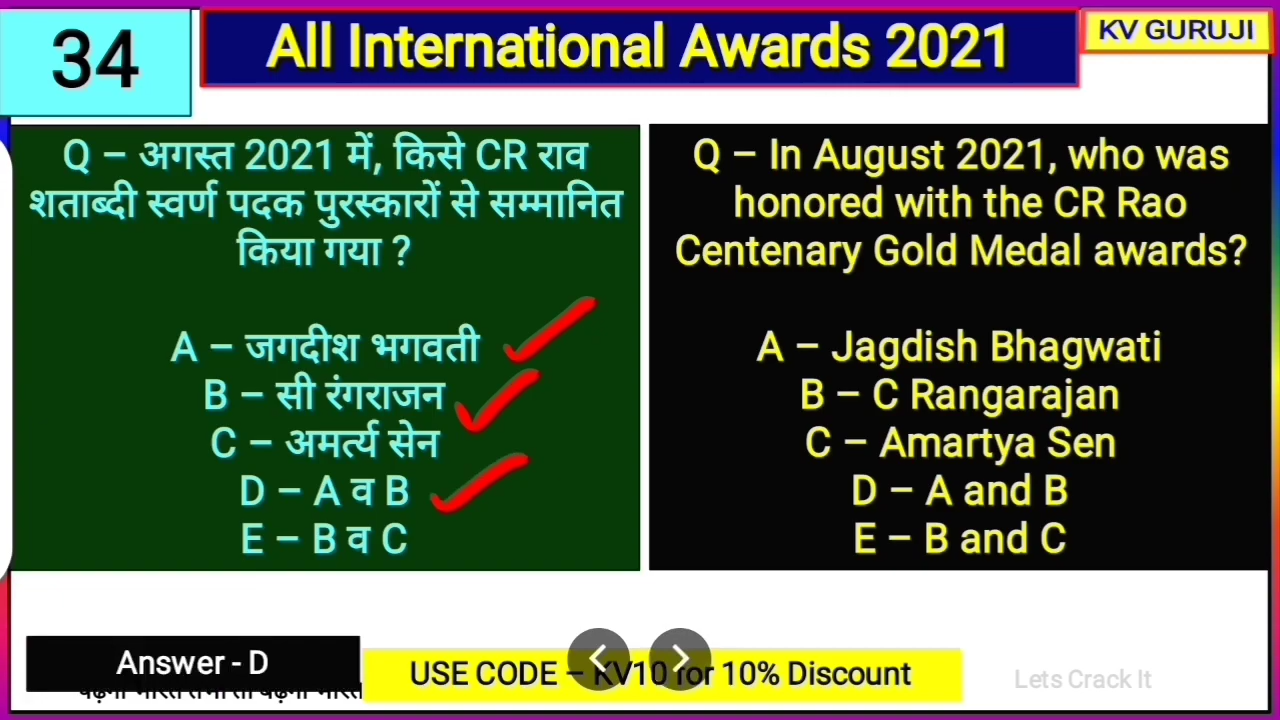 34
All International Awards 2021
KV GURUJI
Q – अगस्त 2021 में, किसे CR राव
शताब्दी स्वर्ण पदक पुरस्कारों से सम्मानित
किया गया ?
A – जगदीश भगवती
B – सी रंगराजन
C – अमर्त्य सेन
D – A व B
E – B व C
Q – In August 2021, who was
honored with the CR Rao
Centenary Gold Medal awards?
A – Jagdish Bhagwati
B – C Rangarajan
C – Amartya Sen
D – A and B
E – B and C
Answer - D
USE CODE – KV10 for 10% Discount
Lets Crack It